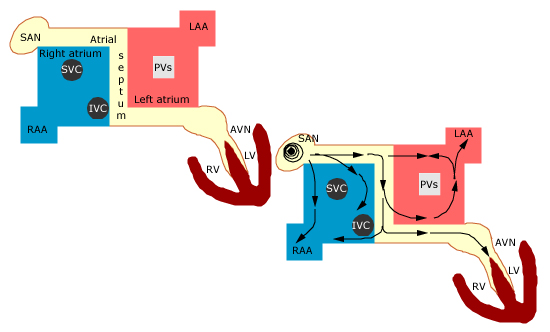 SAN
LAA
Atrial
Right atrium
septum
SVC
PVs
Left atrium
IVC
RAA
AVN
LV
RV
SAN
LAA
SVC
PVs
IVC
RAA
AVN
LV
RV